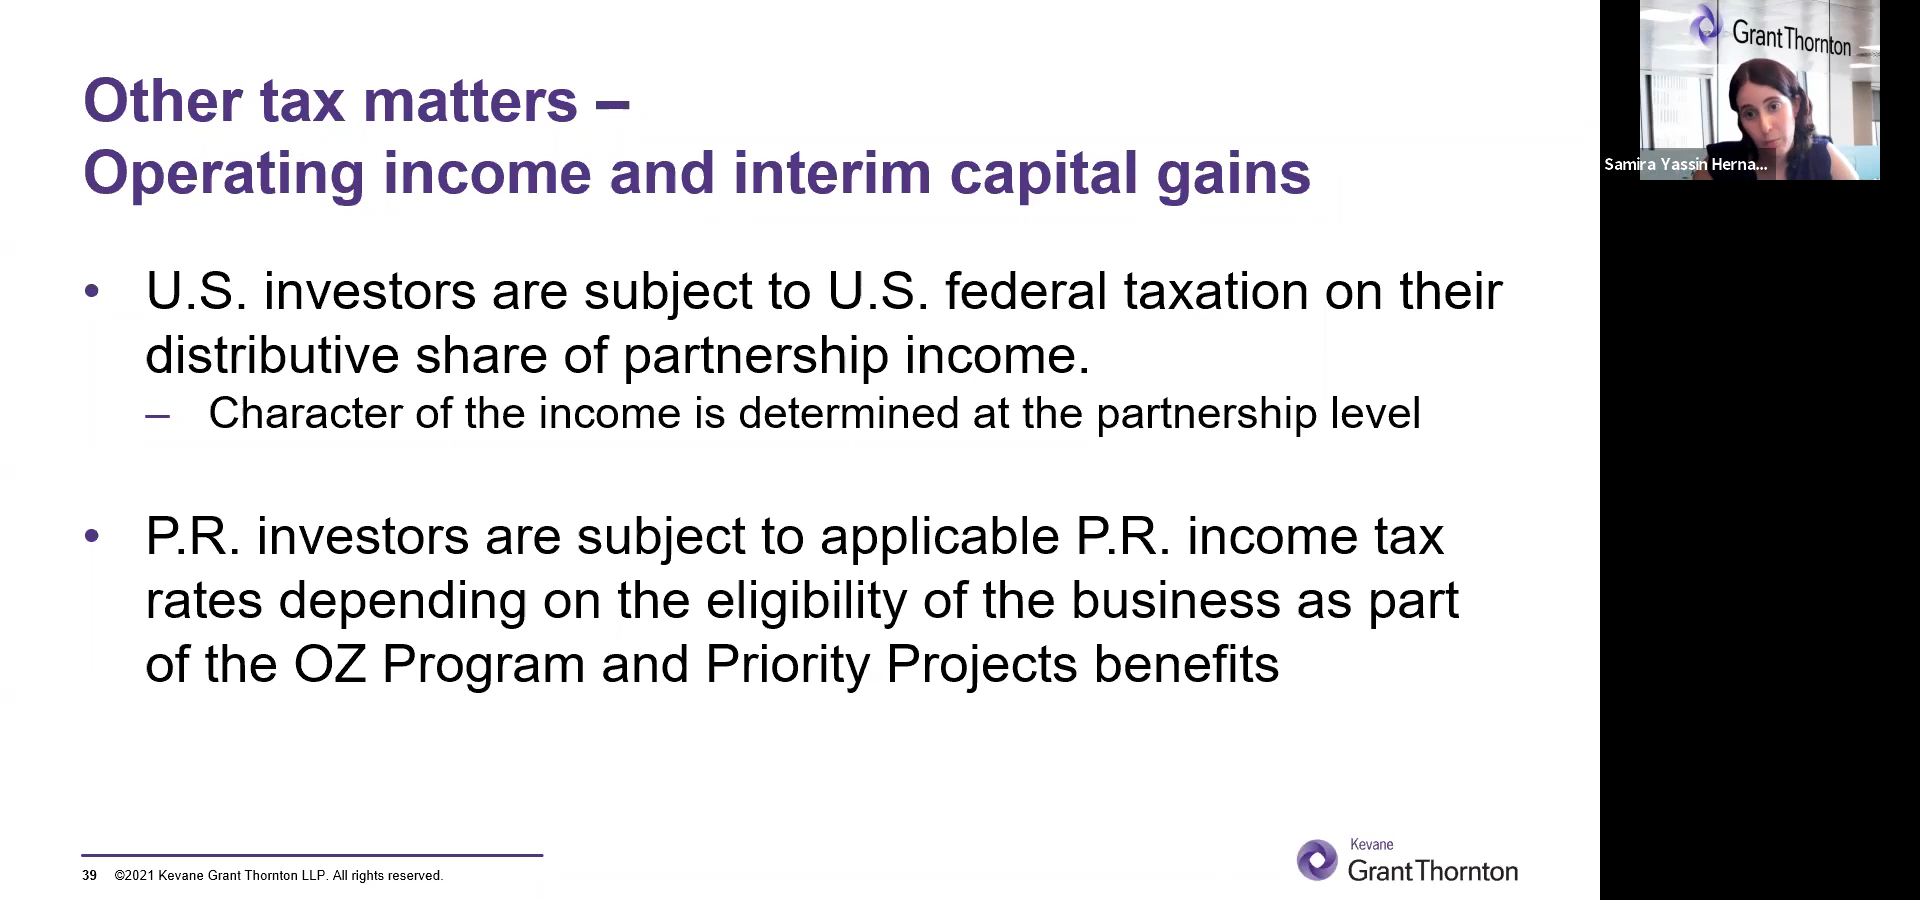 Other tax matters –
Operating income and interim capital gains
• U.S. investors are subject to U.S. federal taxation on their
distributive share of partnership income.
– Character of the income is determined at the partnership level
• P.R. investors are subject to applicable P.R. income tax
rates depending on the eligibility of the business as part
of the OZ Program and Priority Projects benefits
39 ©2021 Kevane Grant Thornton LLP. All rights reserved.
Kevane
GrantThornton
GrantThornton
Samira Yassin Herna...